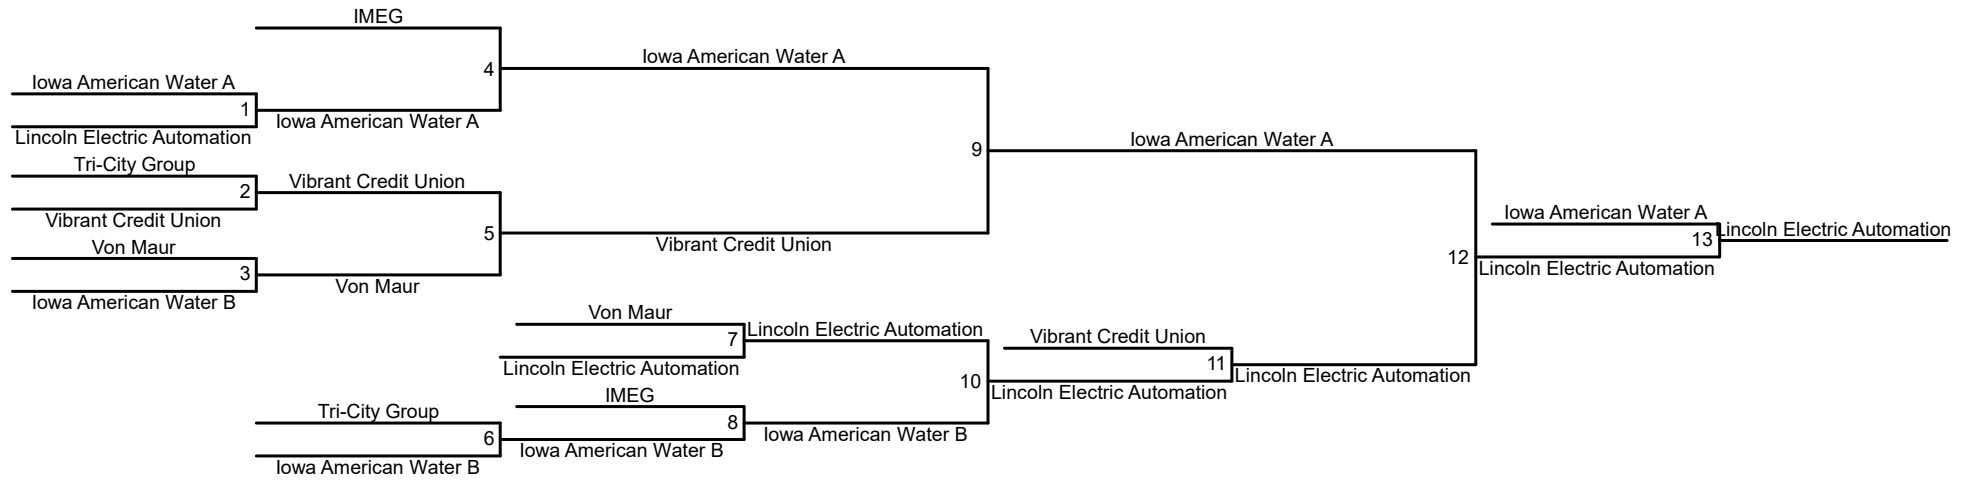 IMEG
Iowa American Water A
4
Iowa American Water A
1
Iowa American Water A
Lincoln Electric Automation
Iowa American Water A
9
Tri-City Group
2
Vibrant Credit Union
Vibrant Credit Union
Von Maur
5
Vibrant Credit Union
3
Von Maur
Iowa American Water B
Iowa American Water A
12
Lincoln Electric Automation
13
Lincoln Electric Automation
Von Maur
7
Lincoln Electric Automation
Lincoln Electric Automation
Vibrant Credit Union
11
Lincoln Electric Automation
10
Lincoln Electric Automation
IMEG
8
Iowa American Water B
Tri-City Group
6
Iowa American Water B
Iowa American Water B